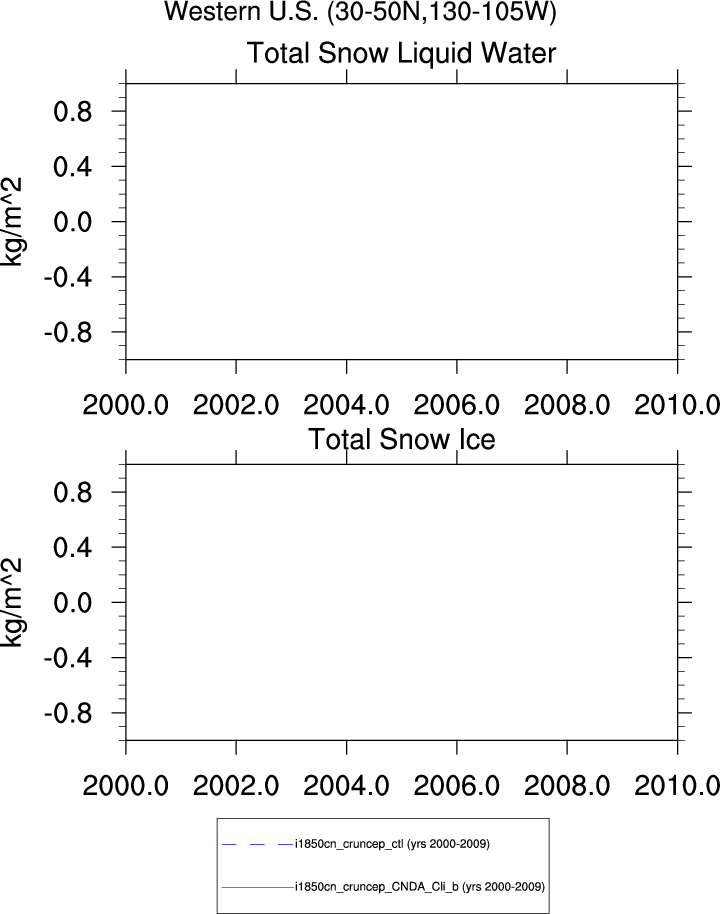 Western U.S. (30-50N,130-105W)
Total Snow Liquid Water
0.8
0.4
0.0
-0.4
-0.8
kg/m^2
2000.0 2002.0 2004.0 2006.0 2008.0 2010.0
Total Snow Ice
0.8
0.4
0.0
-0.4
-0.8
kg/m^2
2000.0 2002.0 2004.0 2006.0 2008.0 2010.0
i1850cn_cruncep_ctl (yrs 2000-2009)
i1850cn_cruncep_CNDA_Cli_b (yrs 2000-2009)